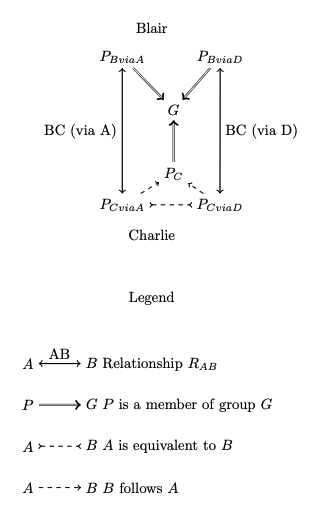 Blair
P_{BviaA} P_{BviaD}
G
BC (via A) BC (via D)
P_C
P_{CviaA} P_{CviaD}
Charlie
Legend
AB
A B Relationship R_{AB}
P G P is a member of group G
A B A is equivalent to B
A B B follows A